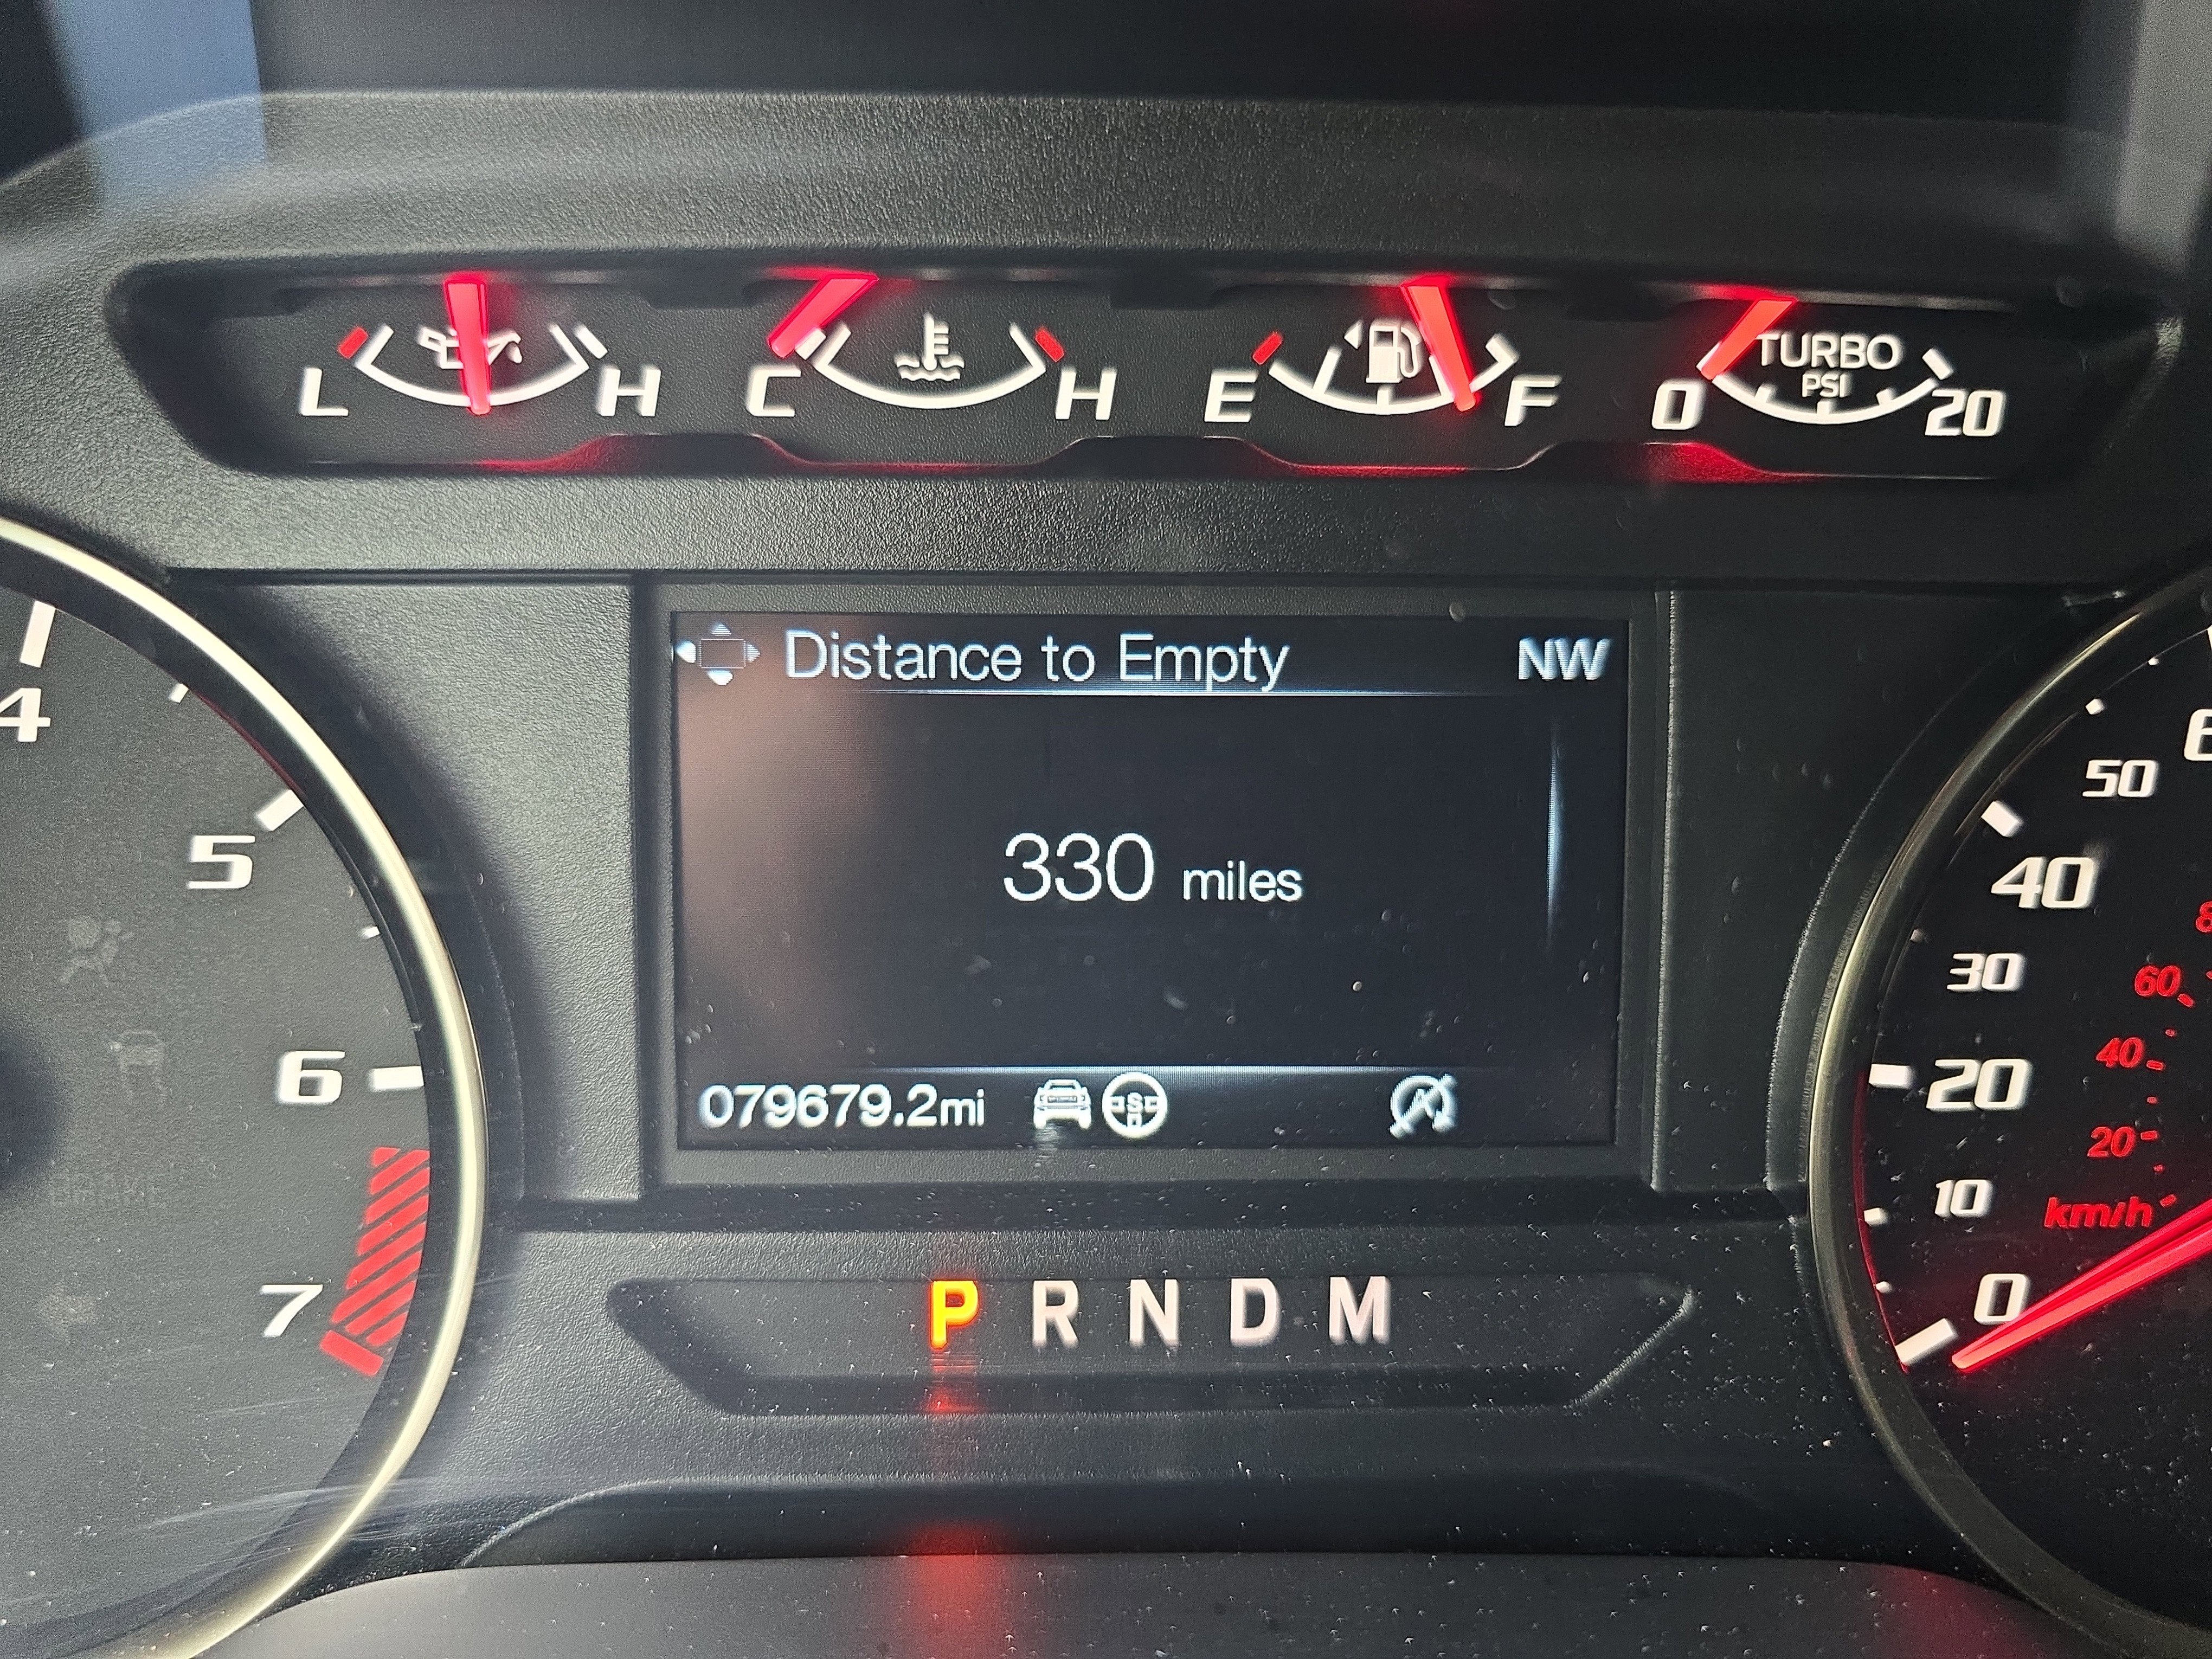 L H C H E F 0 TURBO PSI 20
Distance to Empty NW
4
50
5
330 miles
40
30
60
6
079679.2mi
S
A
40
20
20
10
km/h
BRAKE
7
P R N D M
0